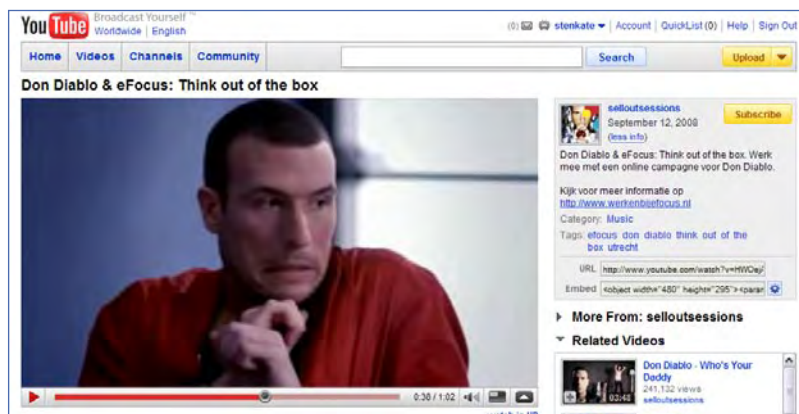 YouTube Broadcast Yourself ™
Worldwide | English
(0) stenkate | Account | QuickList (0) | Help | Sign Out
Home Videos Channels Community Search Upload
Don Diablo & eFocus: Think out of the box
selloutsessions
September 12, 2008
(less info)
Subscribe
Don Diablo & eFocus: Think out of the box. Werk
mee met een online campagne voor Don Diablo.
Kijk voor meer informatie op
http://www.werkenbijefocus.nl
Category: Music
Tags: efocus don diablo think out of the
box utrecht
URL http://www.youtube.com/watch?v=
Embed <object width="480" height="295"><param
More From: selloutsessions
Related Videos
Don Diablo - Who's Your
Daddy
241,132 views
selloutsessions
03:48
0:38 / 1:02